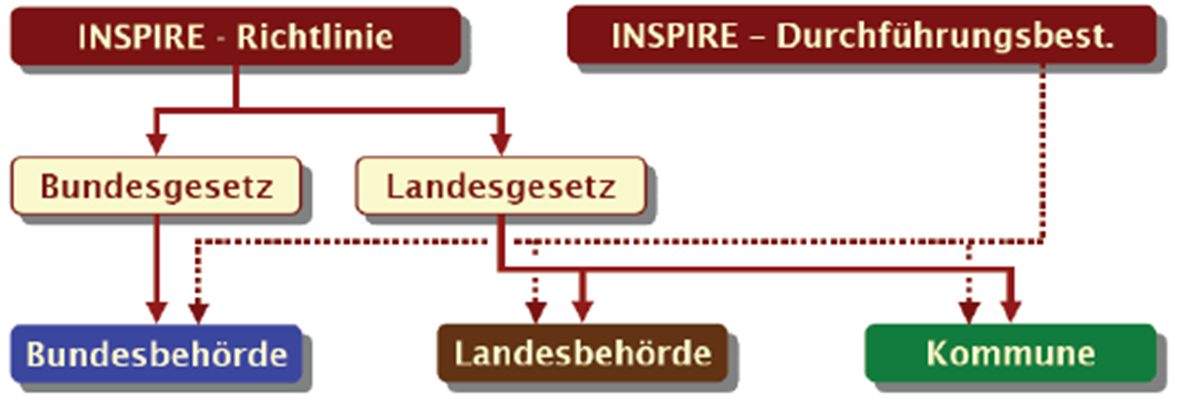 INSPIRE - Richtlinie
INSPIRE – Durchführungsbest.
Bundesgesetz
Landesgesetz
Bundesbehörde
Landesbehörde
Kommune